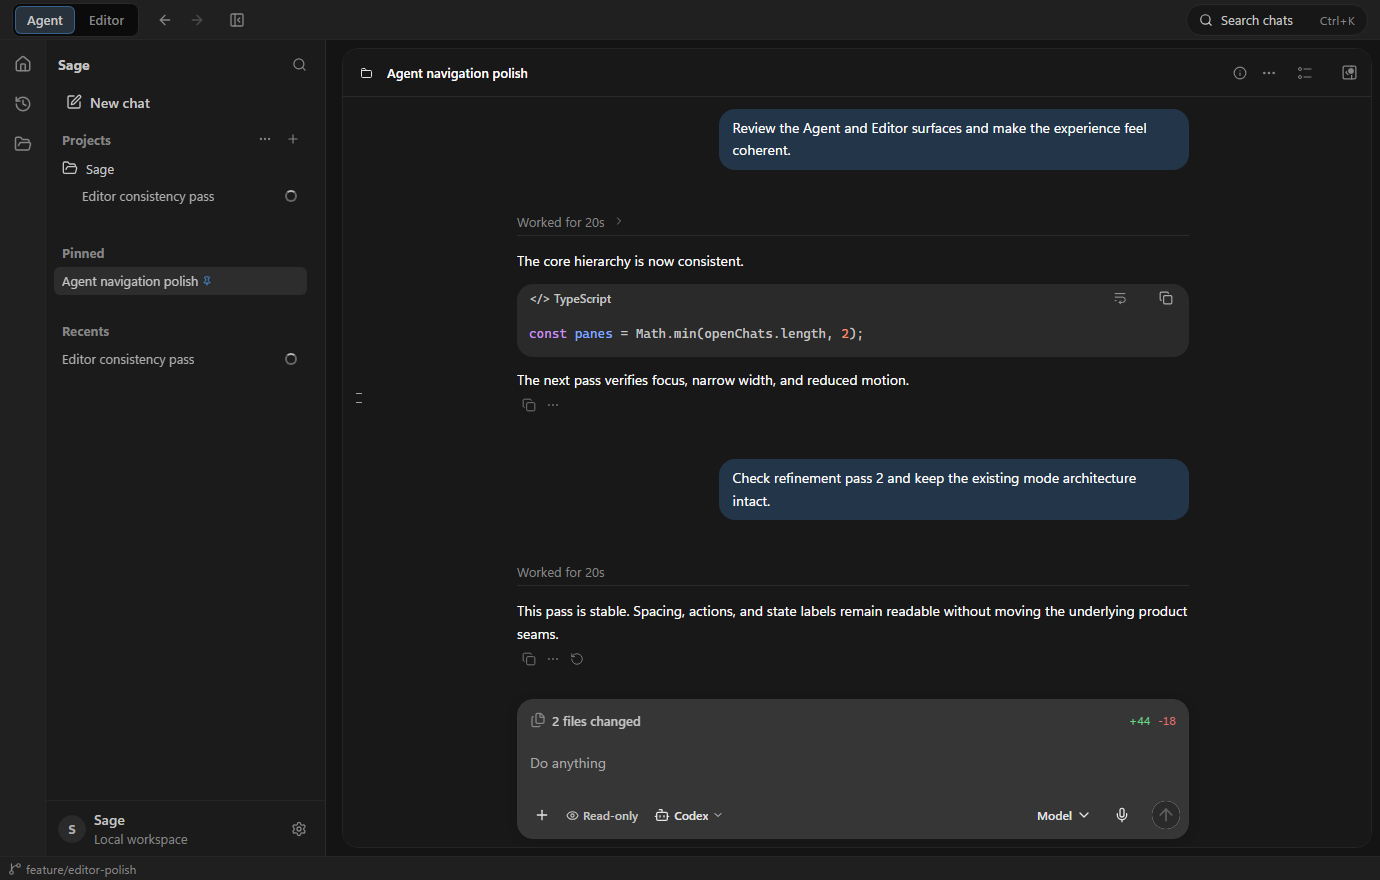 Agent
Editor
Search chats
Ctrl+K
Sage
New chat
Projects
Sage
Editor consistency pass
Pinned
Agent navigation polish
Recents
Editor consistency pass
S
Sage
Local workspace
feature/editor-polish
Agent navigation polish
Review the Agent and Editor surfaces and make the experience feel
coherent.
Worked for 20s
The core hierarchy is now consistent.
</> TypeScript
const panes = Math.min(openChats.length, 2);
The next pass verifies focus, narrow width, and reduced motion.
Check refinement pass 2 and keep the existing mode architecture
intact.
Worked for 20s
This pass is stable. Spacing, actions, and state labels remain readable without moving the underlying product
seams.
2 files changed
+44 -18
Do anything
Read-only
Codex
Model